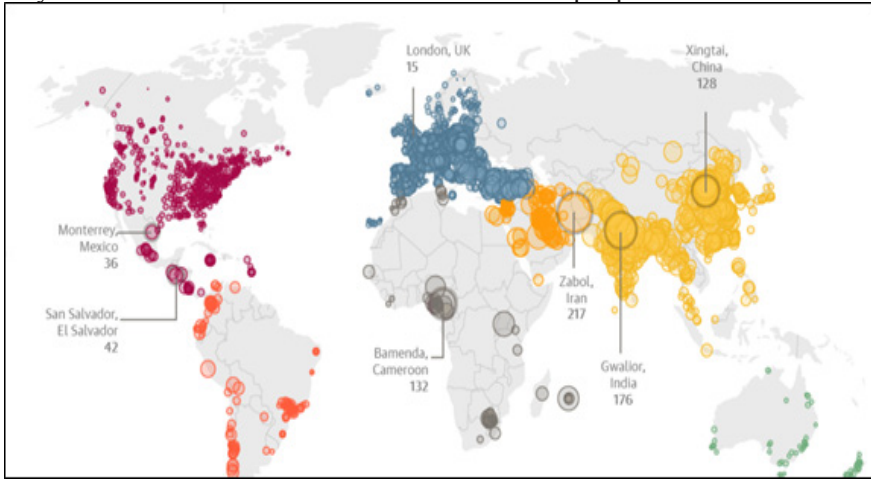 London, UK
15
Xingtai,
China
128
Monterrey,
Mexico
36
San Salvador,
El Salvador
42
Bamenda,
Cameroon
132
Zabol,
Iran
217
Gwalior,
India
176